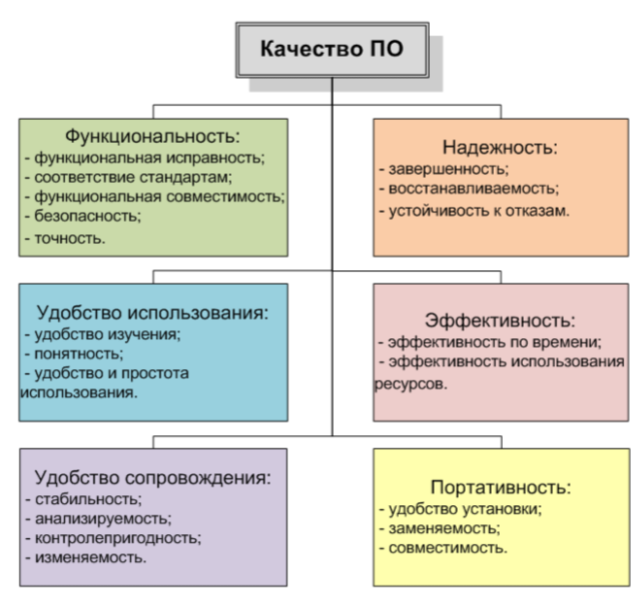 Качество ПО
Функциональность:
- функциональная исправность;
- соответствие стандартам;
- функциональная совместимость;
- безопасность;
- точность.
Надежность:
- завершенность;
- восстанавливаемость;
- устойчивость к отказам.
Удобство использования:
- удобство изучения;
- понятность;
- удобство и простота
использования.
Эффективность:
- эффективность по времени;
- эффективность использования
ресурсов.
Удобство сопровождения:
- стабильность;
- анализируемость;
- контролепригодность;
- изменяемость.
Портативность:
- удобство установки;
- заменяемость;
- совместимость.